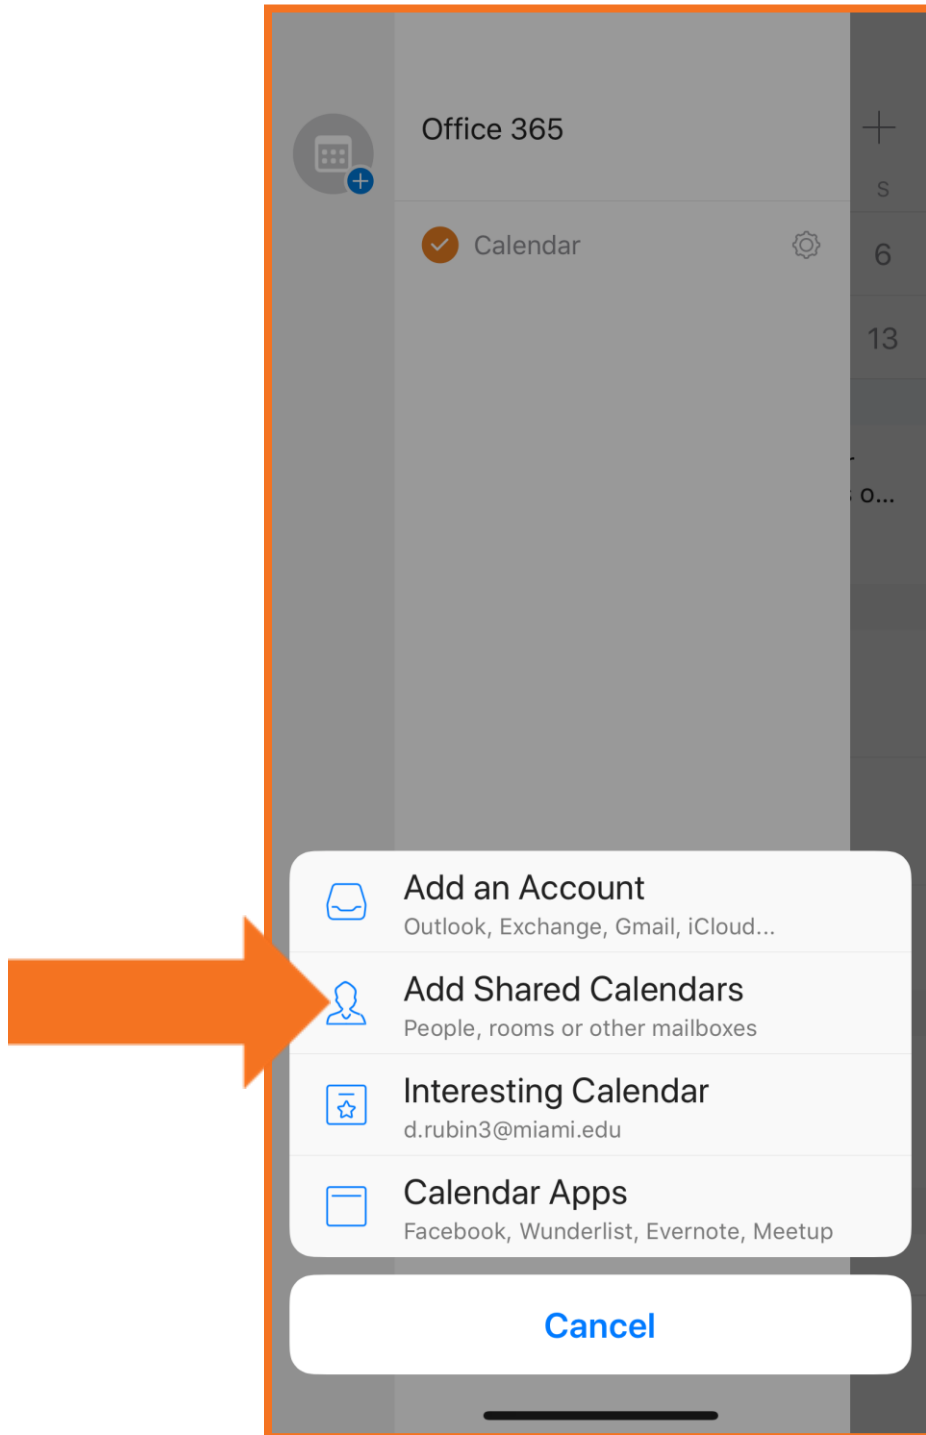 Office 365
S
Calendar
6
13
o...
Add an Account
Outlook, Exchange, Gmail, iCloud...
Add Shared Calendars
People, rooms or other mailboxes
Interesting Calendar
d.rubin3@miami.edu
Calendar Apps
Facebook, Wunderlist, Evernote, Meetup
Cancel